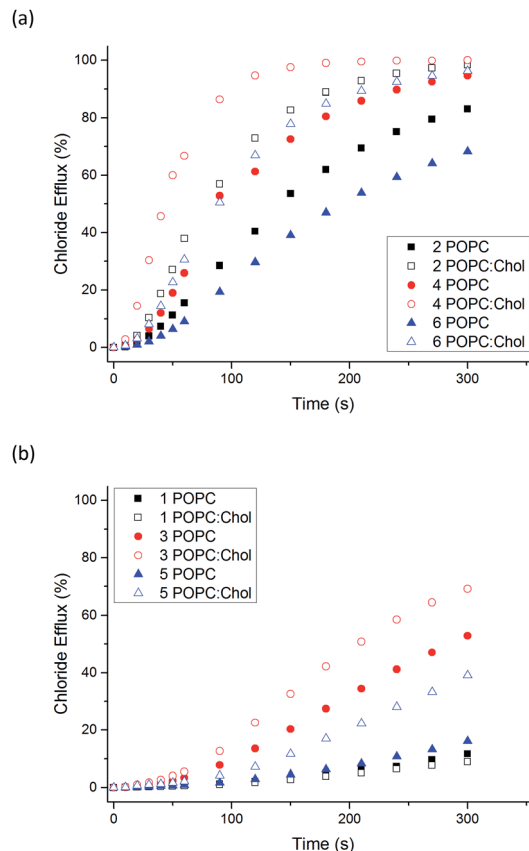 (a)
100
80
60
40
20
0
Chloride Efflux (%)
2 POPC
2 POPC:Chol
4 POPC
4 POPC:Chol
6 POPC
6 POPC:Chol
0 100 200 300
Time (s)
(b)
1 POPC
1 POPC:Chol
3 POPC
3 POPC:Chol
5 POPC
5 POPC:Chol
100
80
60
40
20
0
Chloride Efflux (%)
0 100 200 300
Time (s)